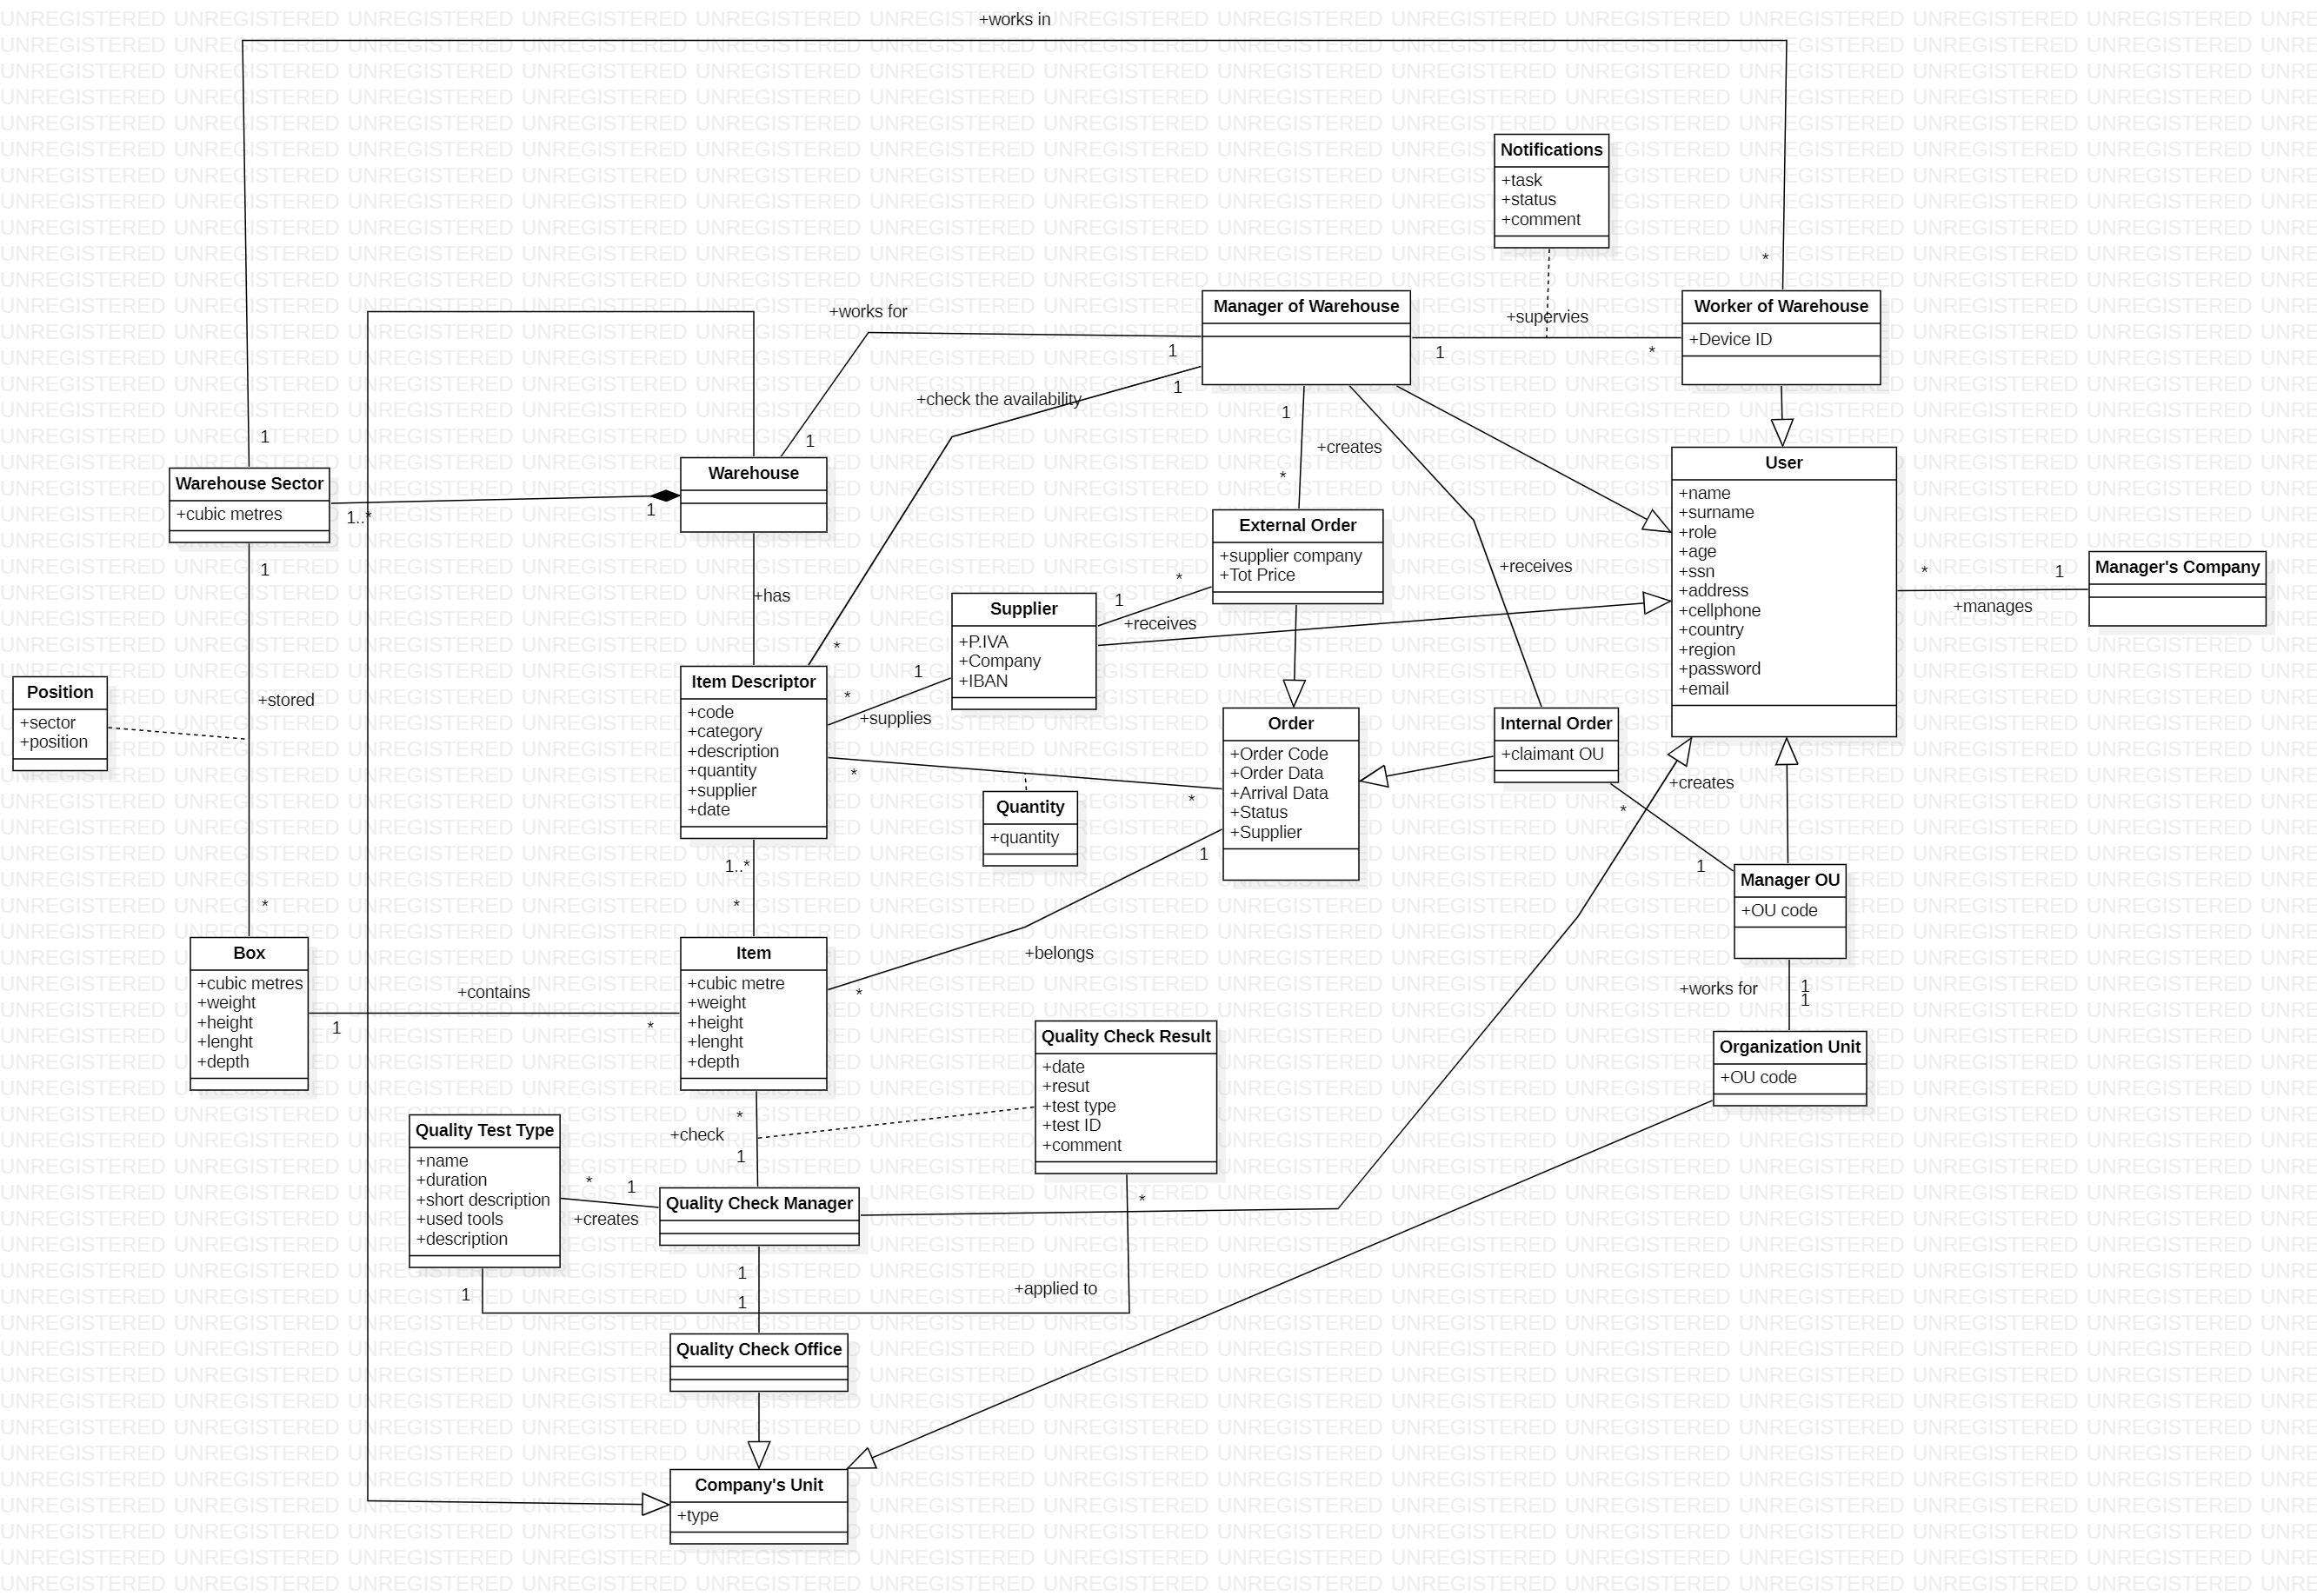 +works in
Notifications
+task
+status
+comment
*
Manager of Warehouse
Worker of Warehouse
+Device ID
+supervies
1
*
+works for
1
1
+check the availability
1
1
+creates
*
1
Warehouse Sector
+cubic metres
1..*
1
Warehouse
1
User
+name
+surname
+role
+age
+ssn
+address
+cellphone
+country
+region
+password
+email
External Order
+supplier company
+Tot Price
+receives
*
1
Manager's Company
+manages
1
+has
Supplier
+P.IVA
+Company
+IBAN
*
1
+receives
*
Item Descriptor
+code
+category
+description
+quantity
+supplier
+date
*
1
+supplies
Position
+sector
+position
+stored
Order
+Order Code
+Order Data
+Arrival Data
+Status
+Supplier
Internal Order
+claimant OU
+creates
*
1
*
*
Quantity
+quantity
1
1..*
*
*
Manager OU
+OU code
Box
+cubic metres
+weight
+height
+lenght
+depth
+contains
1
*
Item
+cubic metre
+weight
+height
+lenght
+depth
+belongs
*
+works for
1
1
Organization Unit
+OU code
Quality Check Result
+date
+resut
+test type
+test ID
+comment
*
+check
1
Quality Test Type
+name
+duration
+short description
+used tools
+description
*
1
+creates
Quality Check Manager
*
1
1
1
+applied to
Quality Check Office
Company's Unit
+type
UNREGISTERED